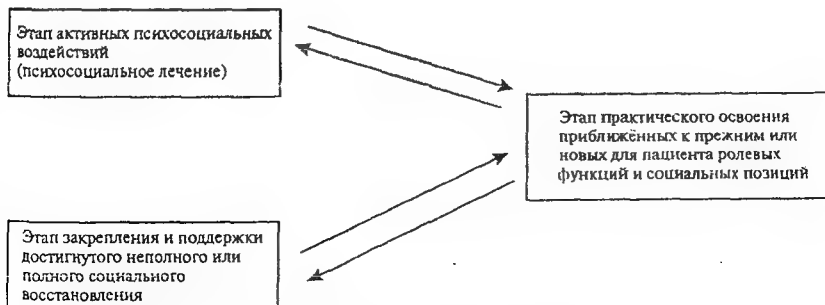 Этап активных психосоциальных
воздействий
(психосоциальное лечение)
Этап практического освоения
приближённых к прежним или
новых для пациента ролевых
функций и социальных позиций
Этап закрепления и поддержки
достигнутого неполного или
полного социального
восстановления